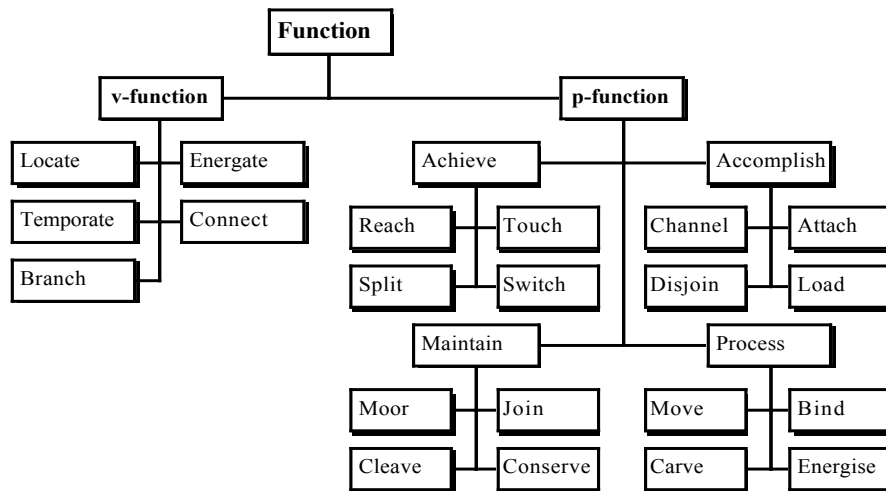 Function
v-function
p-function
Locate
Energate
Achieve
Accomplish
Temporate
Connect
Reach
Touch
Channel
Attach
Branch
Split
Switch
Disjoin
Load
Maintain
Process
Moor
Join
Move
Bind
Cleave
Conserve
Carve
Energise